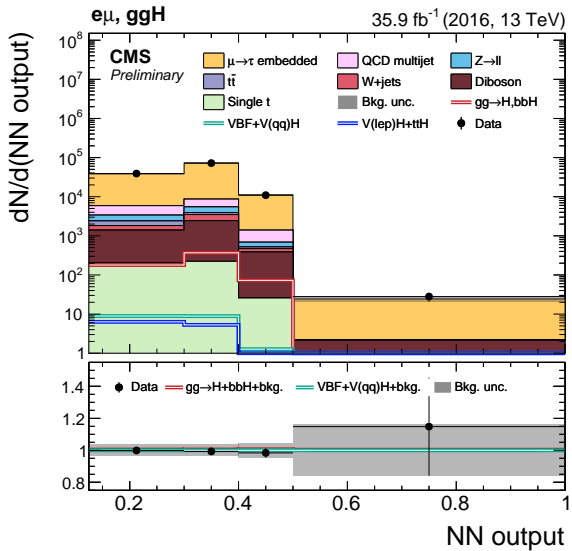 eμ, ggH 35.9 fb⁻¹ (2016, 13 TeV)
CMS
Preliminary
μ→τ embedded QCD multijet Z→ll
tt̄ W+jets Diboson
Single t Bkg. unc. gg→H,bbH
VBF+V(qq)H V(lep)H+ttH Data
dN/d(NN output)
10⁸
10⁷
10⁶
10⁵
10⁴
10³
10²
10
1
Data gg→H+bbH+bkg. VBF+V(qq)H+bkg. Bkg. unc.
1.4
1.2
1.0
0.8
0.2 0.4 0.6 0.8 1
NN output